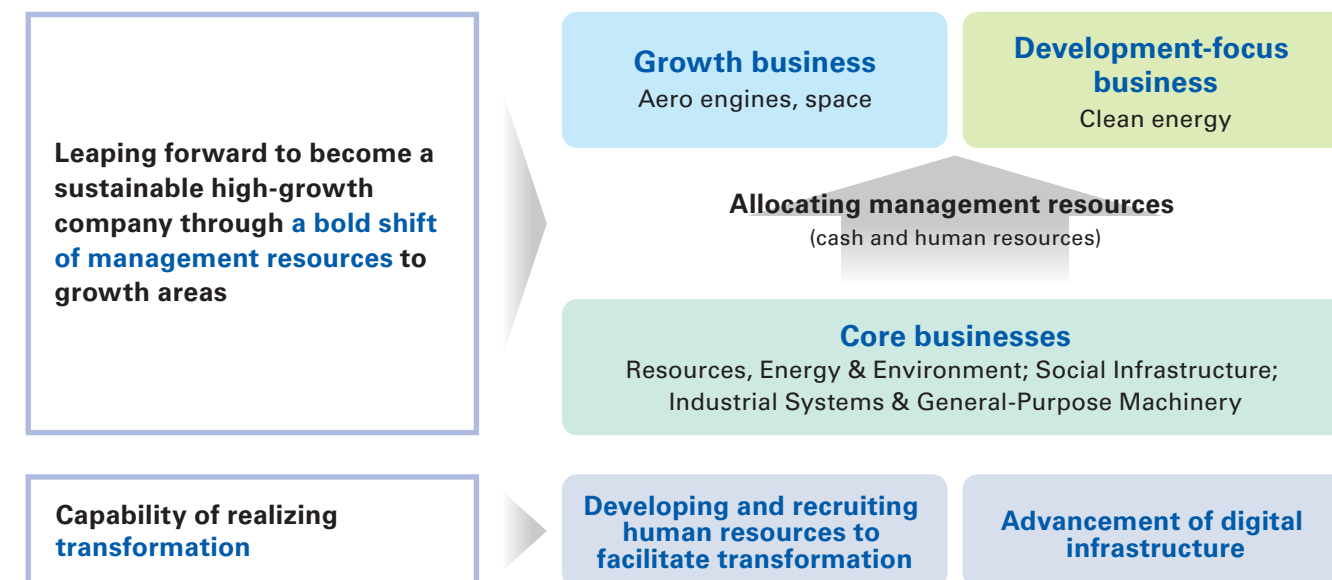 Leaping forward to become a
sustainable high-growth
company through a bold shift
of management resources to
growth areas
Growth business
Aero engines, space
Development-focus
business
Clean energy
Allocating management resources
(cash and human resources)
Core businesses
Resources, Energy & Environment; Social Infrastructure;
Industrial Systems & General-Purpose Machinery
Capability of realizing
transformation
Developing and recruiting
human resources to
facilitate transformation
Advancement of digital
infrastructure